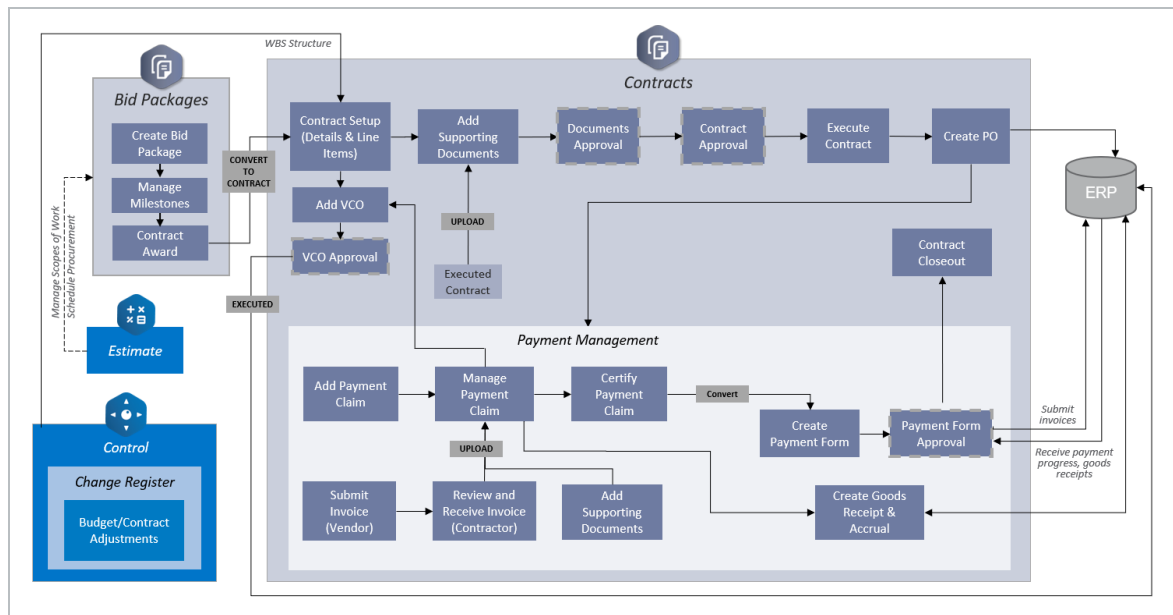 WBS Structure
Contracts
Bid Packages
Create Bid
Package
Manage
Milestones
Contract
Award
CONVERT
TO
CONTRACT
Contract Setup
(Details & Line
Items)
Add
Supporting
Documents
Documents
Approval
Contract
Approval
Execute
Contract
Create PO
ERP
Add VCO
VCO Approval
UPLOAD
Executed
Contract
Contract
Closeout
EXECUTED
Manage Scopes of Work
Schedule Procurement
Estimate
Control
Change Register
Budget/Contract
Adjustments
Payment Management
Add Payment
Claim
Manage
Payment
Claim
Certify
Payment
Claim
Convert
Create
Payment Form
Payment Form
Approval
Submit
invoices
Receive payment
progress, goods
receipts
UPLOAD
Submit
Invoice
(Vendor)
Review and
Receive Invoice
(Contractor)
Add
Supporting
Documents
Create Goods
Receipt &
Accrual